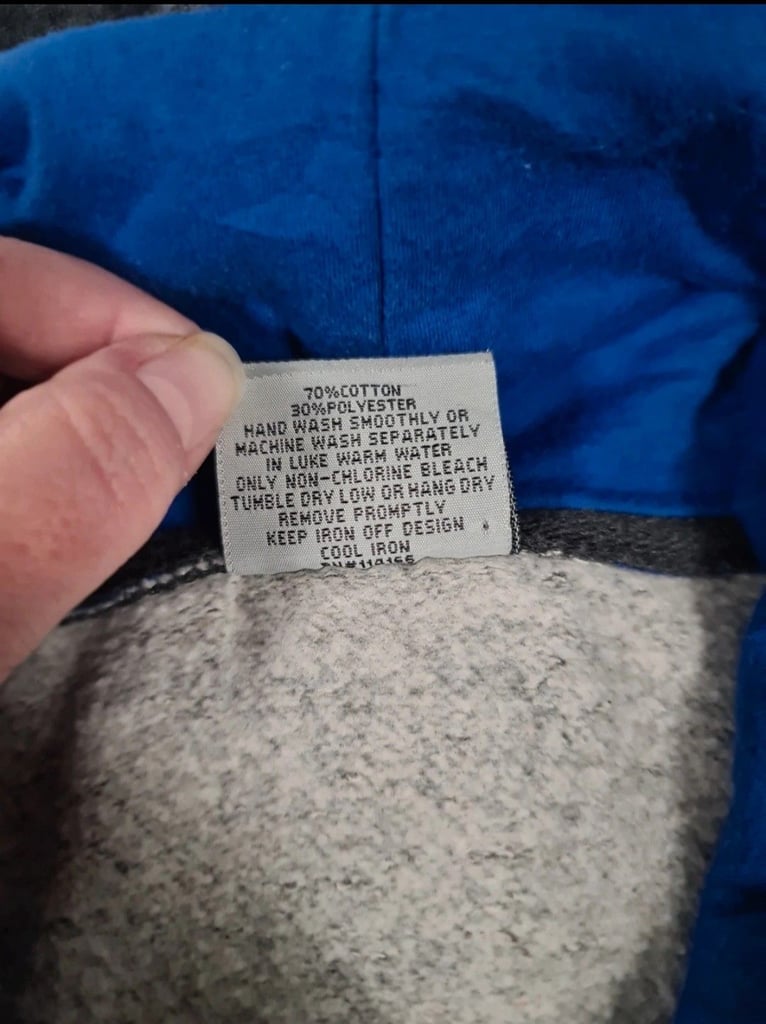 70%COTTON
30%POLYESTER
HAND WASH SMOOTHLY OR
MACHINE WASH SEPARATELY
IN LUKE WARM WATER
ONLY NON-CHLORINE BLEACH
TUMBLE DRY LOW OR HANG DRY
REMOVE PROMPTLY
KEEP IRON OFF DESIGN
COOL IRON